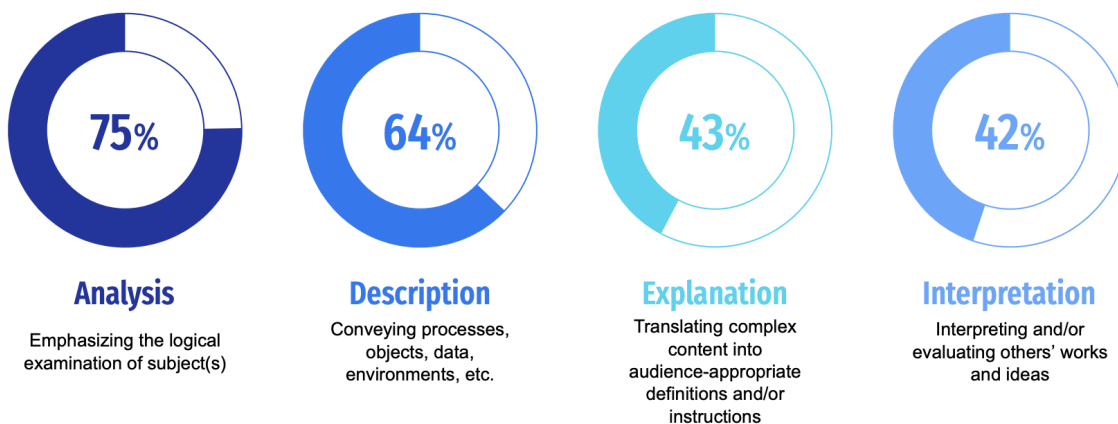 75%
64%
43%
42%
Analysis
Emphasizing the logical
examination of subject(s)
Description
Conveying processes,
objects, data,
environments, etc.
Explanation
Translating complex
content into
audience-appropriate
definitions and/or
instructions
Interpretation
Interpreting and/or
evaluating others’ works
and ideas